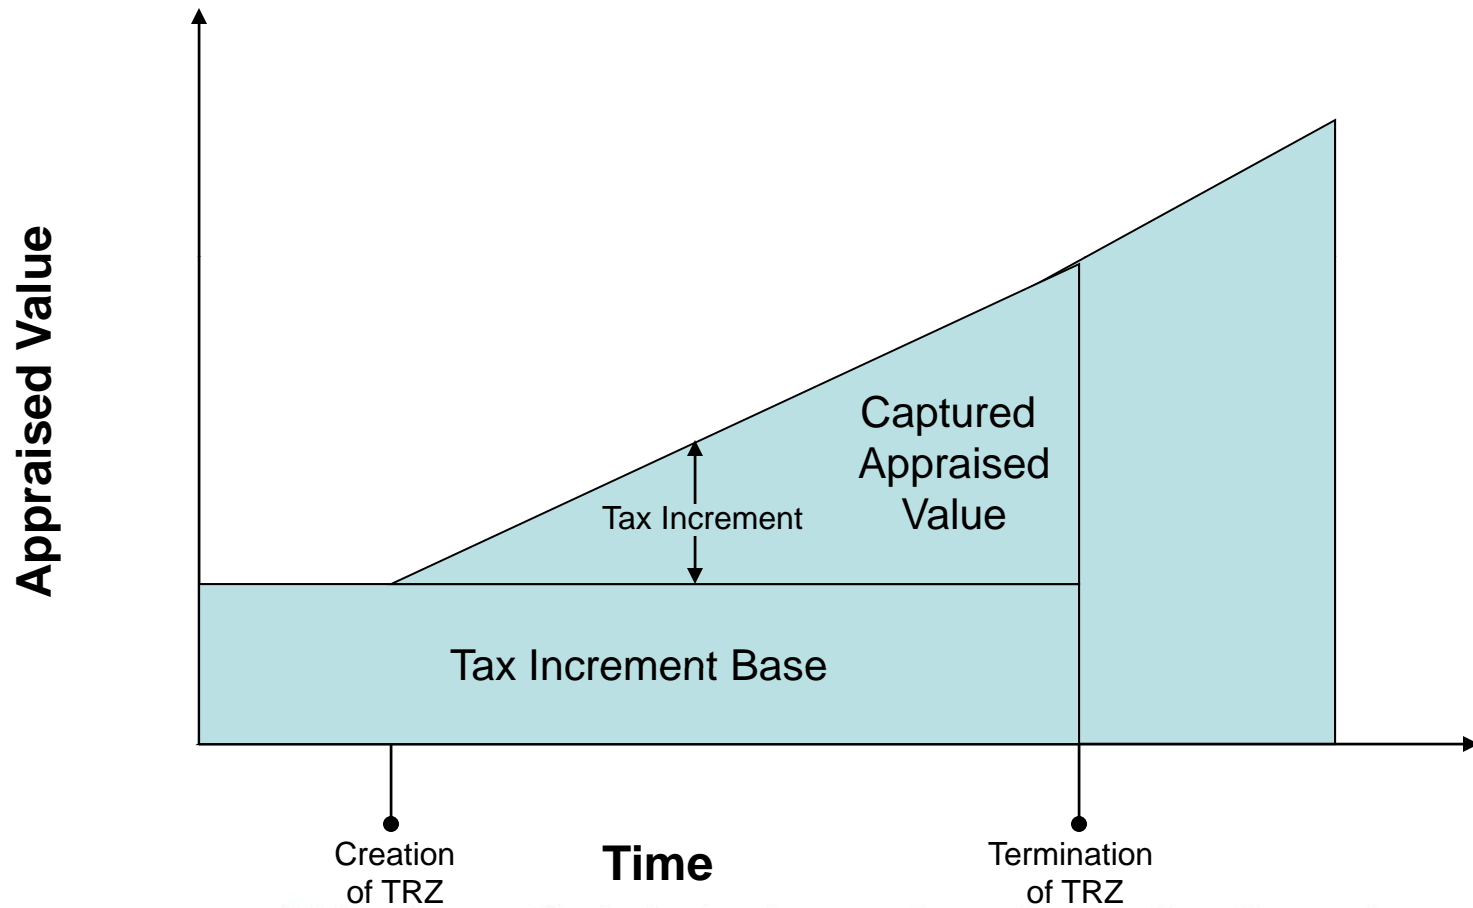 Appraised Value
Captured
Appraised
Value
Tax Increment
Tax Increment Base
Creation
of TRZ
Time
Termination
of TRZ